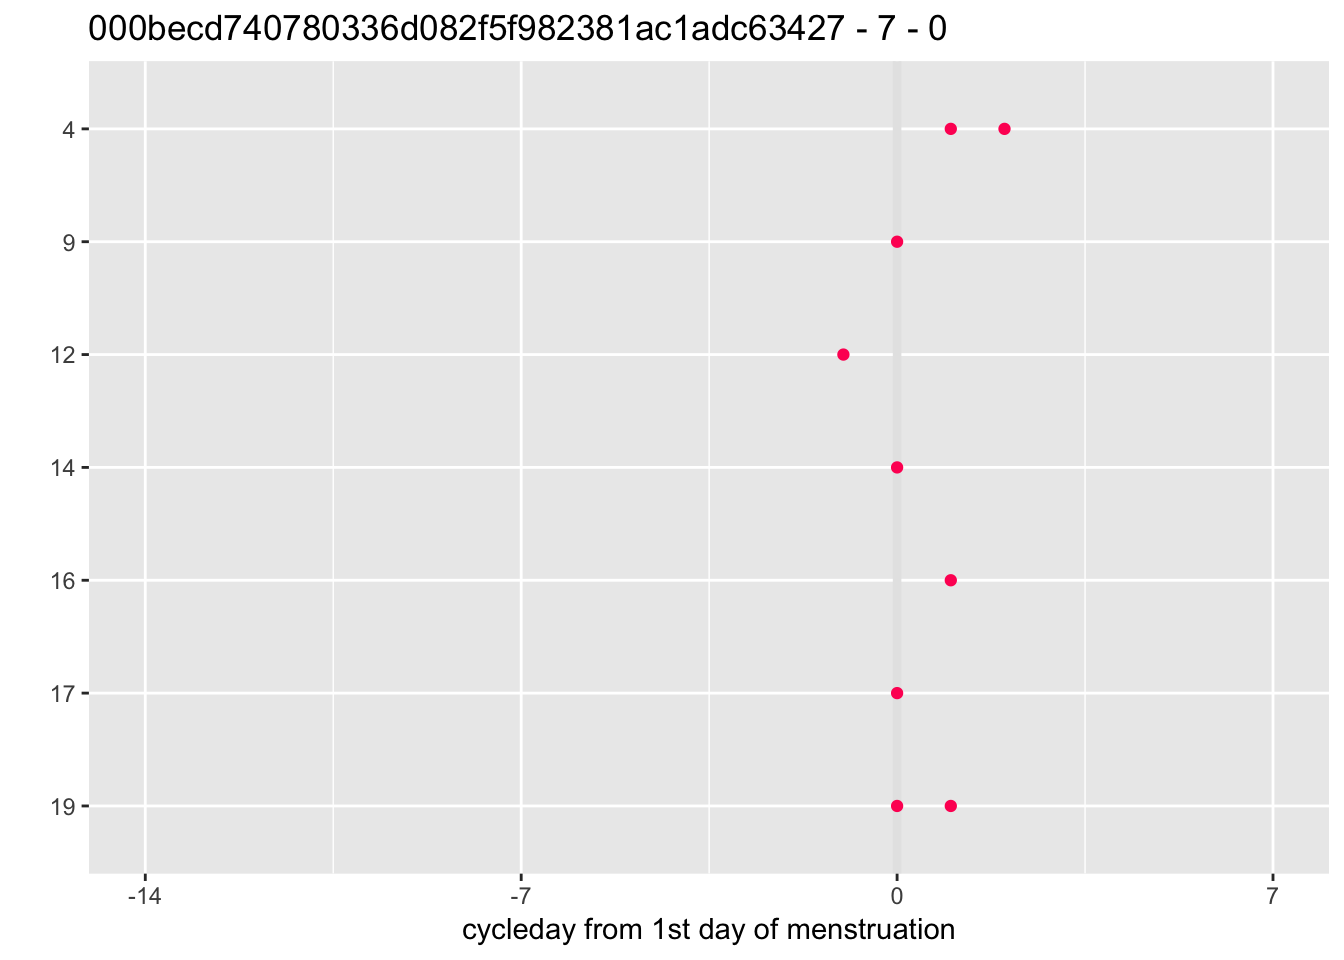 000becd740780336d082f5f982381ac1adc63427 - 7 - 0
4
9
12
14
16
17
19
-14 -7 0 7
cycleday from 1st day of menstruation